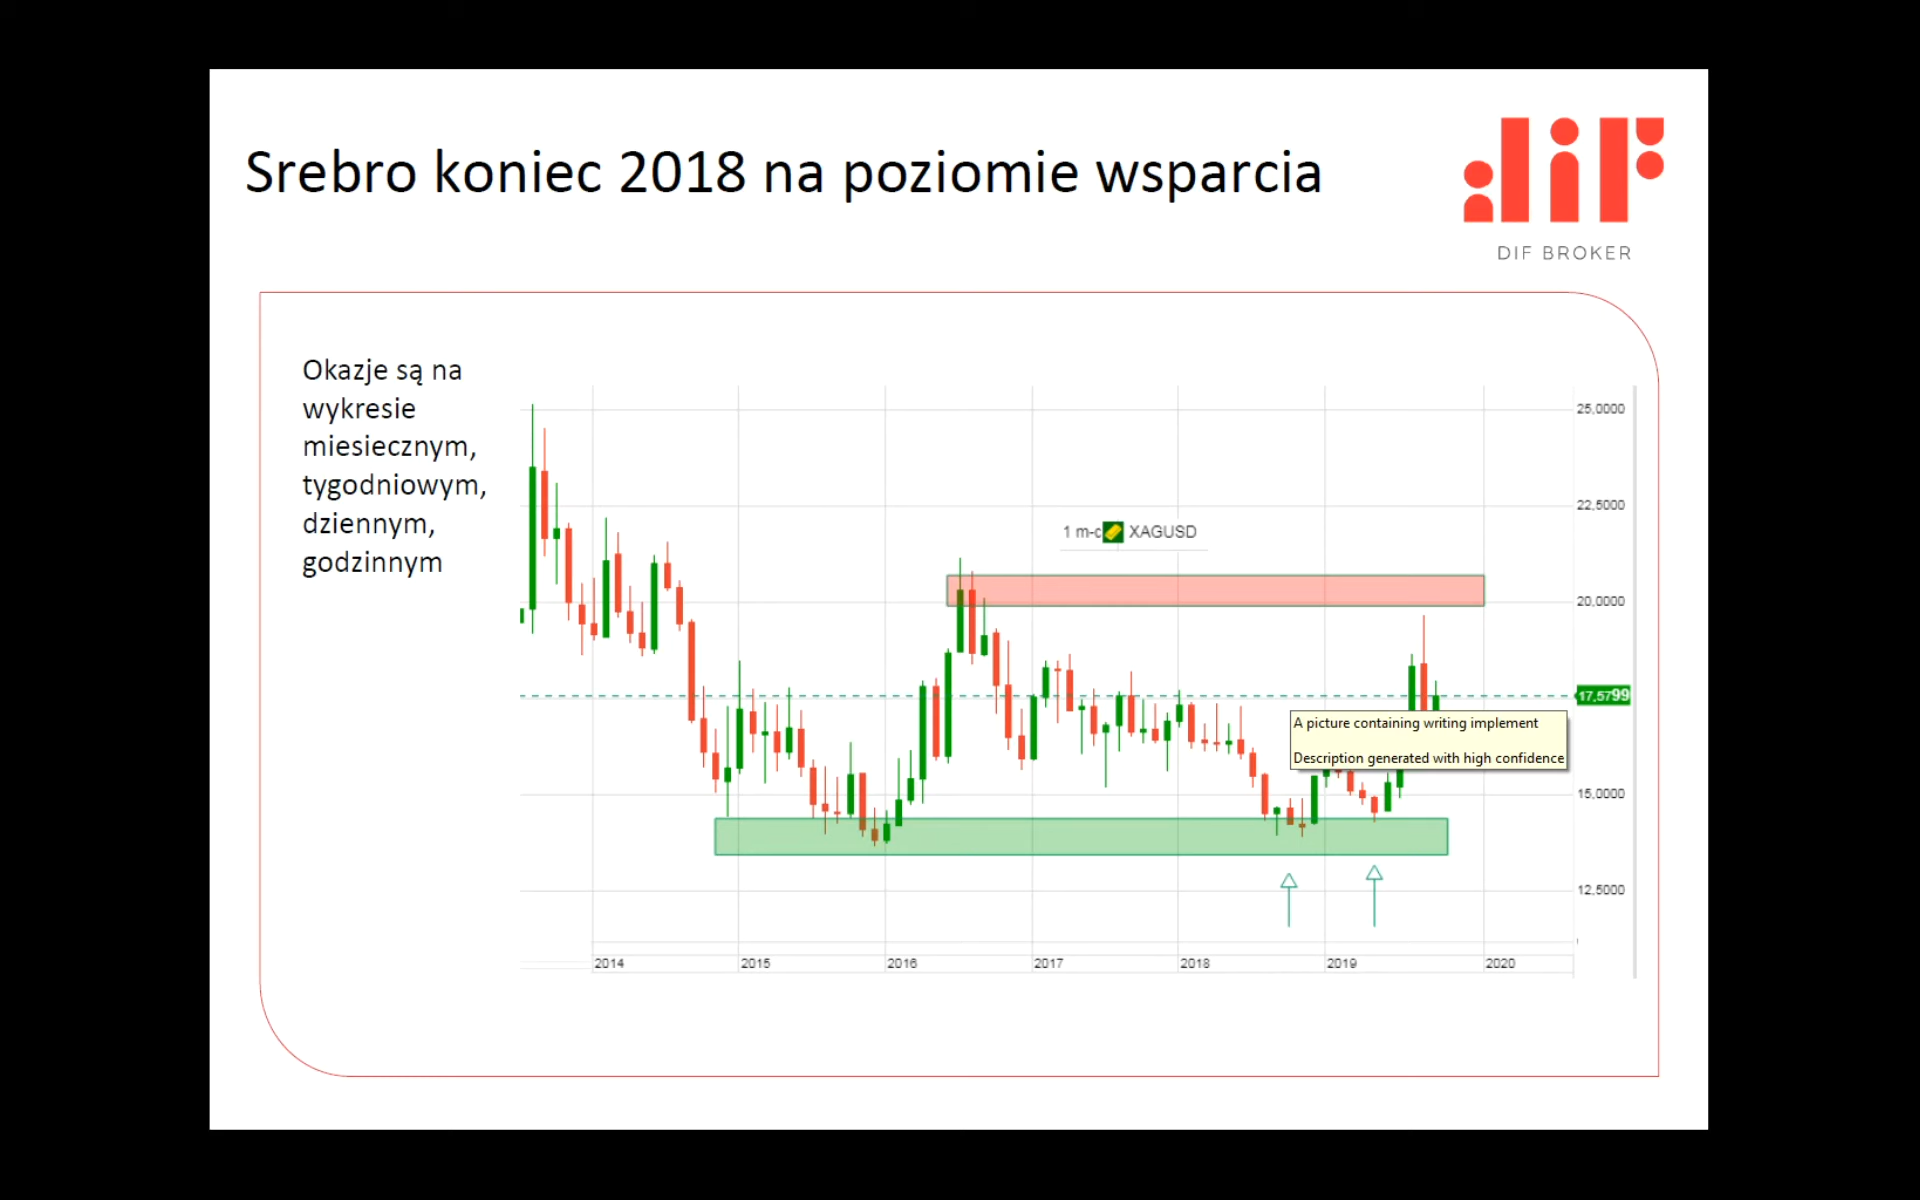 Srebro koniec 2018 na poziomie wsparcia
dif
DIF BROKER
Okazje są na
wykresie
miesiecznym,
tygodniowym,
dziennym,
godzinnym
25,0000
22,5000
1 m-c XAGUSD
20,0000
17,5799
A picture containing writing implement
Description generated with high confidence
15,0000
12,5000
2014 2015 2016 2017 2018 2019 2020